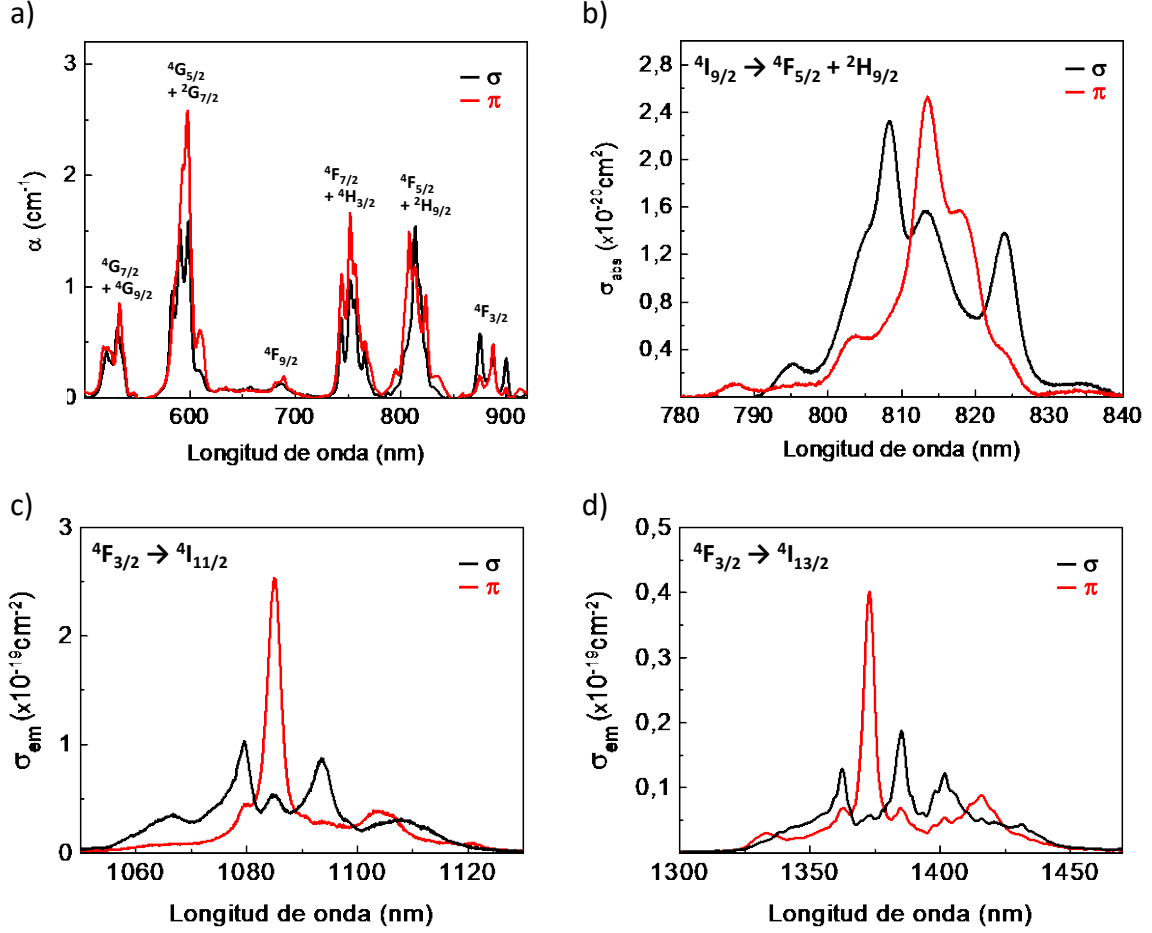 a)
3
2
1
0
α (cm⁻¹)
⁴G₅/₂
+ ²G₇/₂
⁴G₇/₂
+ ⁴G₉/₂
⁴F₉/₂
⁴F₇/₂
+ ⁴H₃/₂
⁴F₅/₂
+ ²H₉/₂
⁴F₃/₂
σ
π
600 700 800 900
Longitud de onda (nm)
b)
⁴I₉/₂ → ⁴F₅/₂ + ²H₉/₂
σ
π
2,8
2,4
2,0
1,6
1,2
0,8
0,4
σabs (x10⁻²⁰cm²)
780 790 800 810 820 830 840
Longitud de onda (nm)
c)
⁴F₃/₂ → ⁴I₁₁/₂
σ
π
3
2
1
0
σem (x10⁻¹⁹cm⁻²)
1060 1080 1100 1120
Longitud de onda (nm)
d)
⁴F₃/₂ → ⁴I₁₃/₂
σ
π
0,5
0,4
0,3
0,2
0,1
0
σem (x10⁻¹⁹cm⁻²)
1300 1350 1400 1450
Longitud de onda (nm)